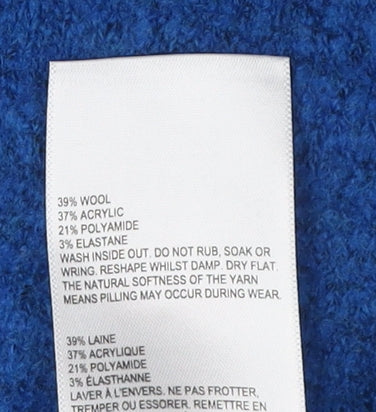 39% WOOL
37% ACRYLIC
21% POLYAMIDE
3% ELASTANE
WASH INSIDE OUT. DO NOT RUB, SOAK OR
WRING. RESHAPE WHILST DAMP. DRY FLAT.
THE NATURAL SOFTNESS OF THE YARN
MEANS PILLING MAY OCCUR DURING WEAR.
39% LAINE
37% ACRYLIQUE
21% POLYAMIDE
3% ÉLASTHANNE
LAVER À L'ENVERS. NE PAS FROTTER,
TREMPER OU ESSORER. REMETTRE EN